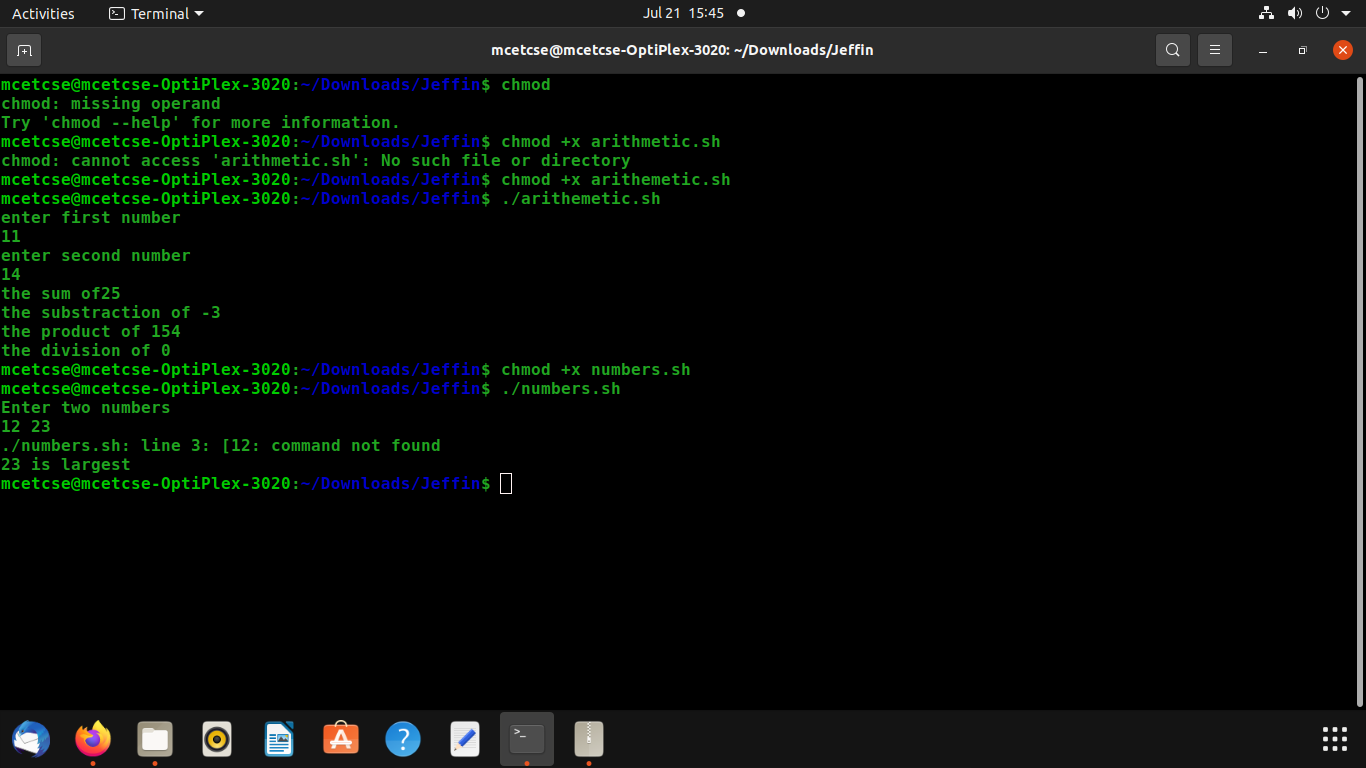 Activities
Terminal
Jul 21 15:45
mcetcse@mcetcse-OptiPlex-3020: ~/Downloads/Jeffin
mcetcse@mcetcse-OptiPlex-3020:~/Downloads/Jeffin$ chmod
chmod: missing operand
Try 'chmod --help' for more information.
mcetcse@mcetcse-OptiPlex-3020:~/Downloads/Jeffin$ chmod +x arithmetic.sh
chmod: cannot access 'arithmetic.sh': No such file or directory
mcetcse@mcetcse-OptiPlex-3020:~/Downloads/Jeffin$ chmod +x arithemetic.sh
mcetcse@mcetcse-OptiPlex-3020:~/Downloads/Jeffin$ ./arithemetic.sh
enter first number
11
enter second number
14
the sum of25
the substraction of -3
the product of 154
the division of 0
mcetcse@mcetcse-OptiPlex-3020:~/Downloads/Jeffin$ chmod +x numbers.sh
mcetcse@mcetcse-OptiPlex-3020:~/Downloads/Jeffin$ ./numbers.sh
Enter two numbers
12 23
./numbers.sh: line 3: [12: command not found
23 is largest
mcetcse@mcetcse-OptiPlex-3020:~/Downloads/Jeffin$